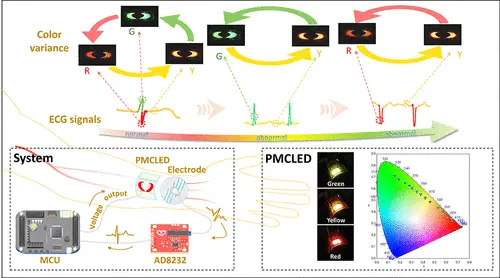 Color
variance
G
R
Y
G
Y
R
Y
ECG signals
normal
abnormal
abnormal
System
PMCLED
Electrode
Voltage output
MCU
AD8232
PMCLED
Green
Yellow
Red